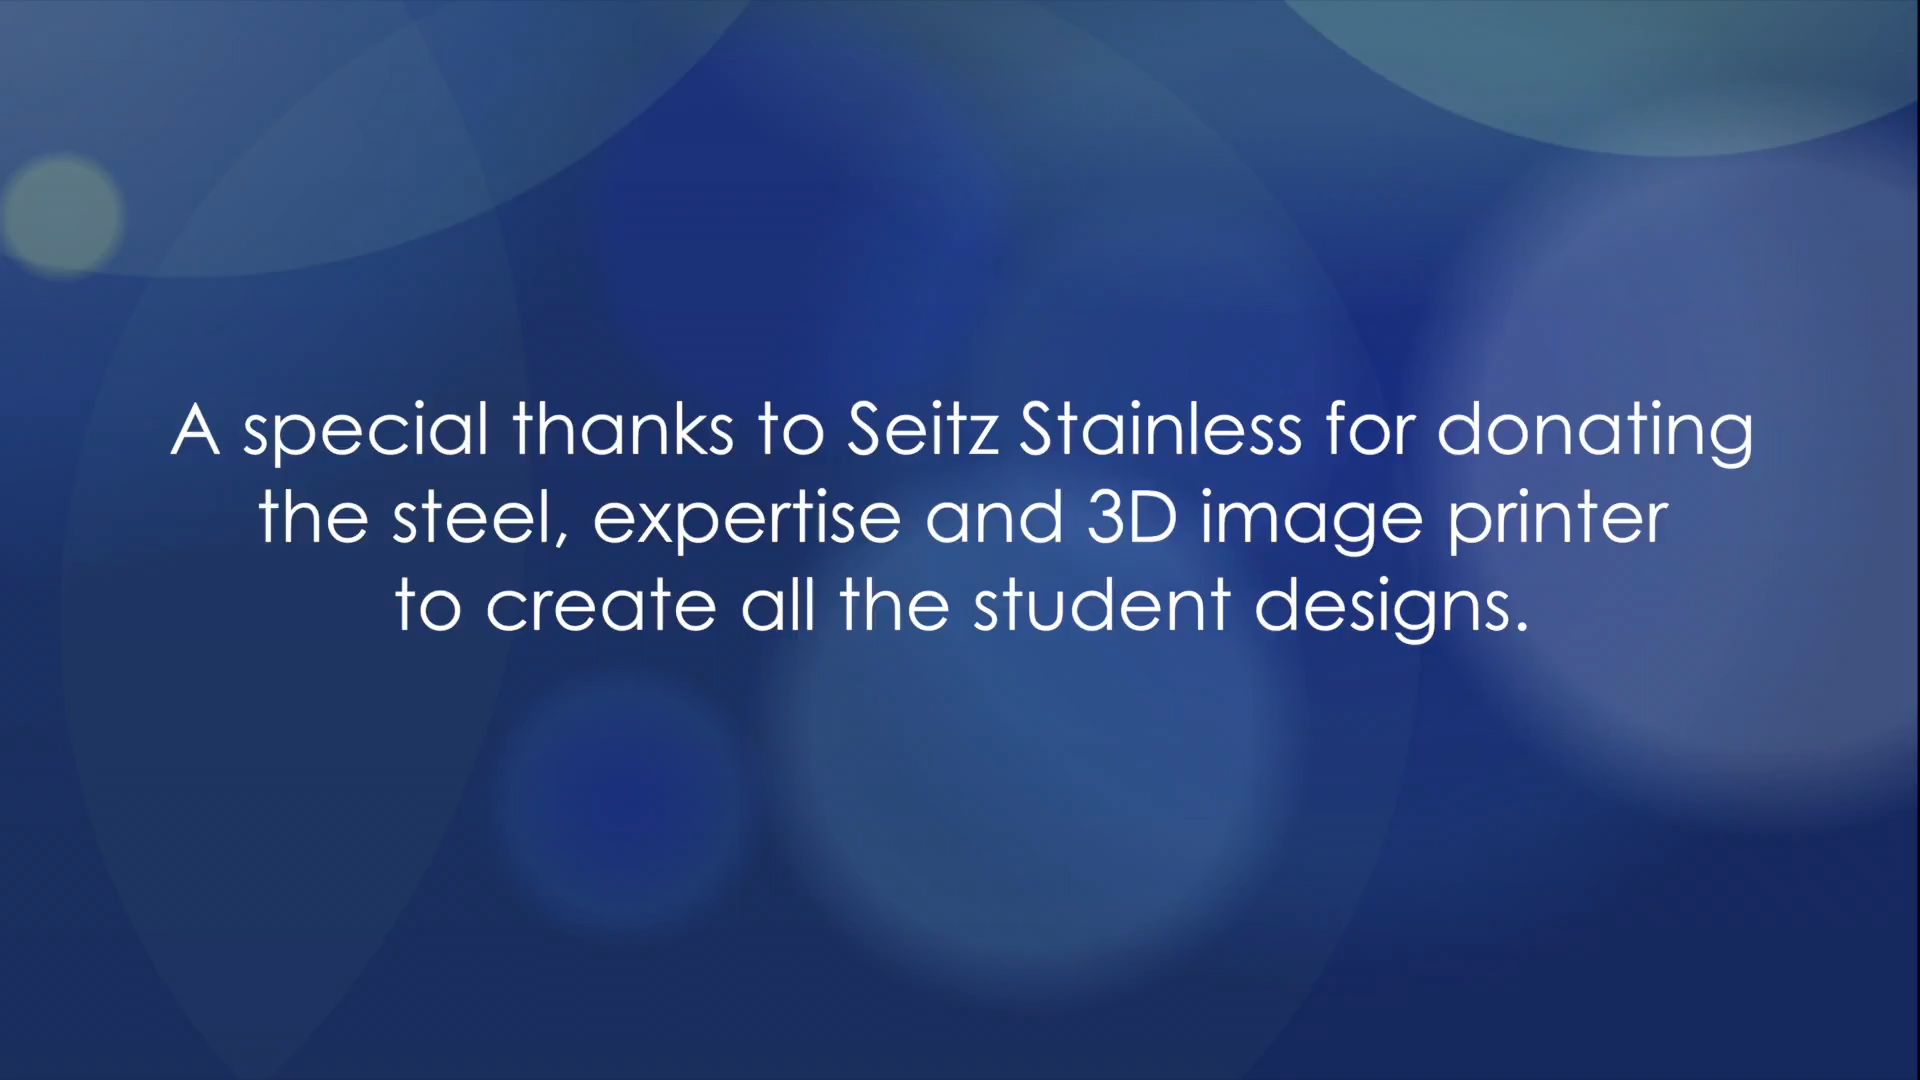 A special thanks to Seitz Stainless for donating
the steel, expertise and 3D image printer
to create all the student designs.